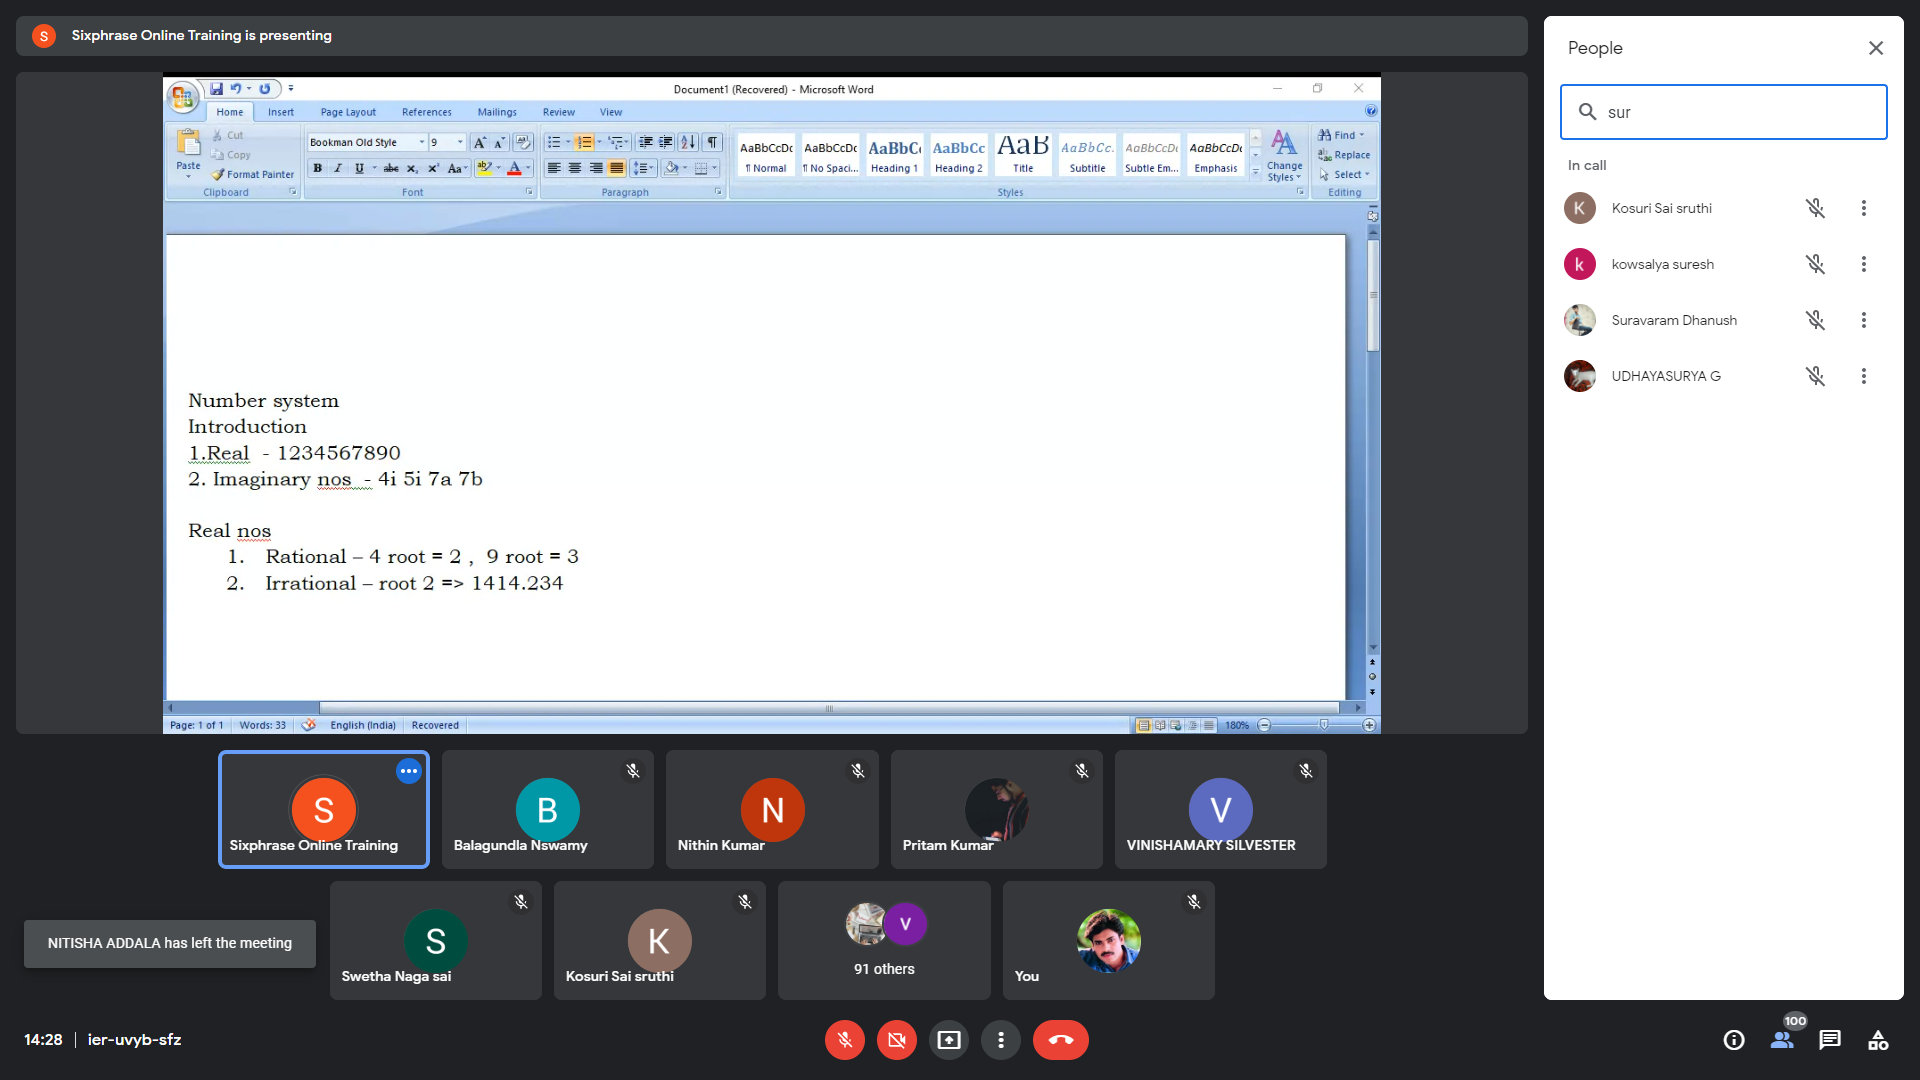 S
Sixphrase Online Training is presenting
Document1 (Recovered) - Microsoft Word
Home Insert Page Layout References Mailings Review View
Paste
Cut
Copy
Format Painter
Clipboard
Bookman Old Style 9
Font
Paragraph
AaBbCcDc AaBbCcDc AaBbCc AaBbCc AaB AaBbCc. AaBbCcDc AaBbCcDc
¶ Normal ¶ No Spaci... Heading 1 Heading 2 Title Subtitle Subtle Em... Emphasis
Change Styles
Styles
Find
Replace
Select
Editing
Number system
Introduction
1.Real - 1234567890
2. Imaginary nos - 4i 5i 7a 7b
Real nos
1. Rational – 4 root = 2 , 9 root = 3
2. Irrational – root 2 => 1414.234
Page: 1 of 1 Words: 33 English (India) Recovered 180%
People
sur
In call
K Kosuri Sai sruthi
k kowsalya suresh
Suravaram Dhanush
UDHAYASURYA G
S
Sixphrase Online Training
B
Balagundla Nswamy
N
Nithin Kumar
Pritam Kumar
V
VINISHAMARY SILVESTER
S
Swetha Naga sai
K
Kosuri Sai sruthi
V
91 others
You
NITISHA ADDALA has left the meeting
14:28 | ier-uvyb-sfz
100